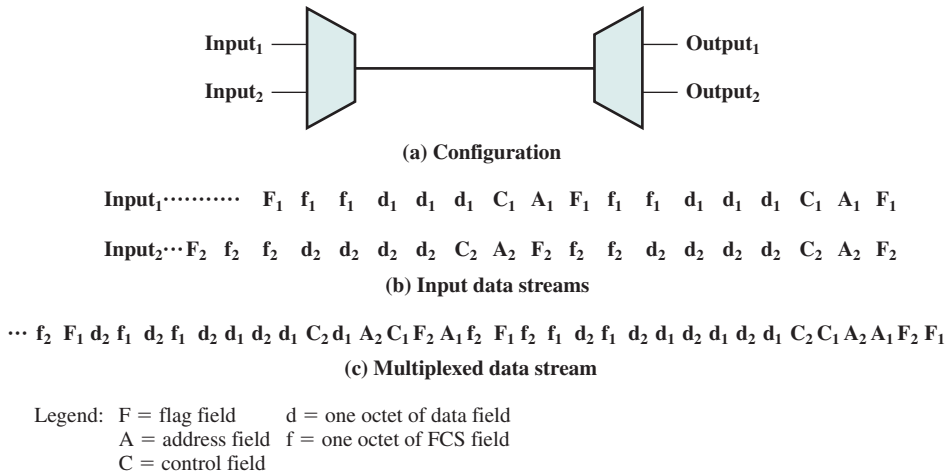 Input₁ Output₁
Input₂ Output₂
(a) Configuration
Input₁··········· F₁ f₁ f₁ d₁ d₁ d₁ C₁ A₁ F₁ f₁ f₁ d₁ d₁ d₁ C₁ A₁ F₁
Input₂···F₂ f₂ f₂ d₂ d₂ d₂ d₂ C₂ A₂ F₂ f₂ f₂ d₂ d₂ d₂ d₂ C₂ A₂ F₂
(b) Input data streams
··· f₂ F₁ d₂ f₁ d₂ f₁ d₂ d₁ d₂ d₁ C₂ d₁ A₂ C₁ F₂ A₁ f₂ F₁ f₂ f₁ d₂ f₁ d₂ d₁ d₂ d₁ d₂ d₁ C₂ C₁ A₂ A₁ F₂ F₁
(c) Multiplexed data stream
Legend: F = flag field d = one octet of data field
A = address field f = one octet of FCS field
C = control field